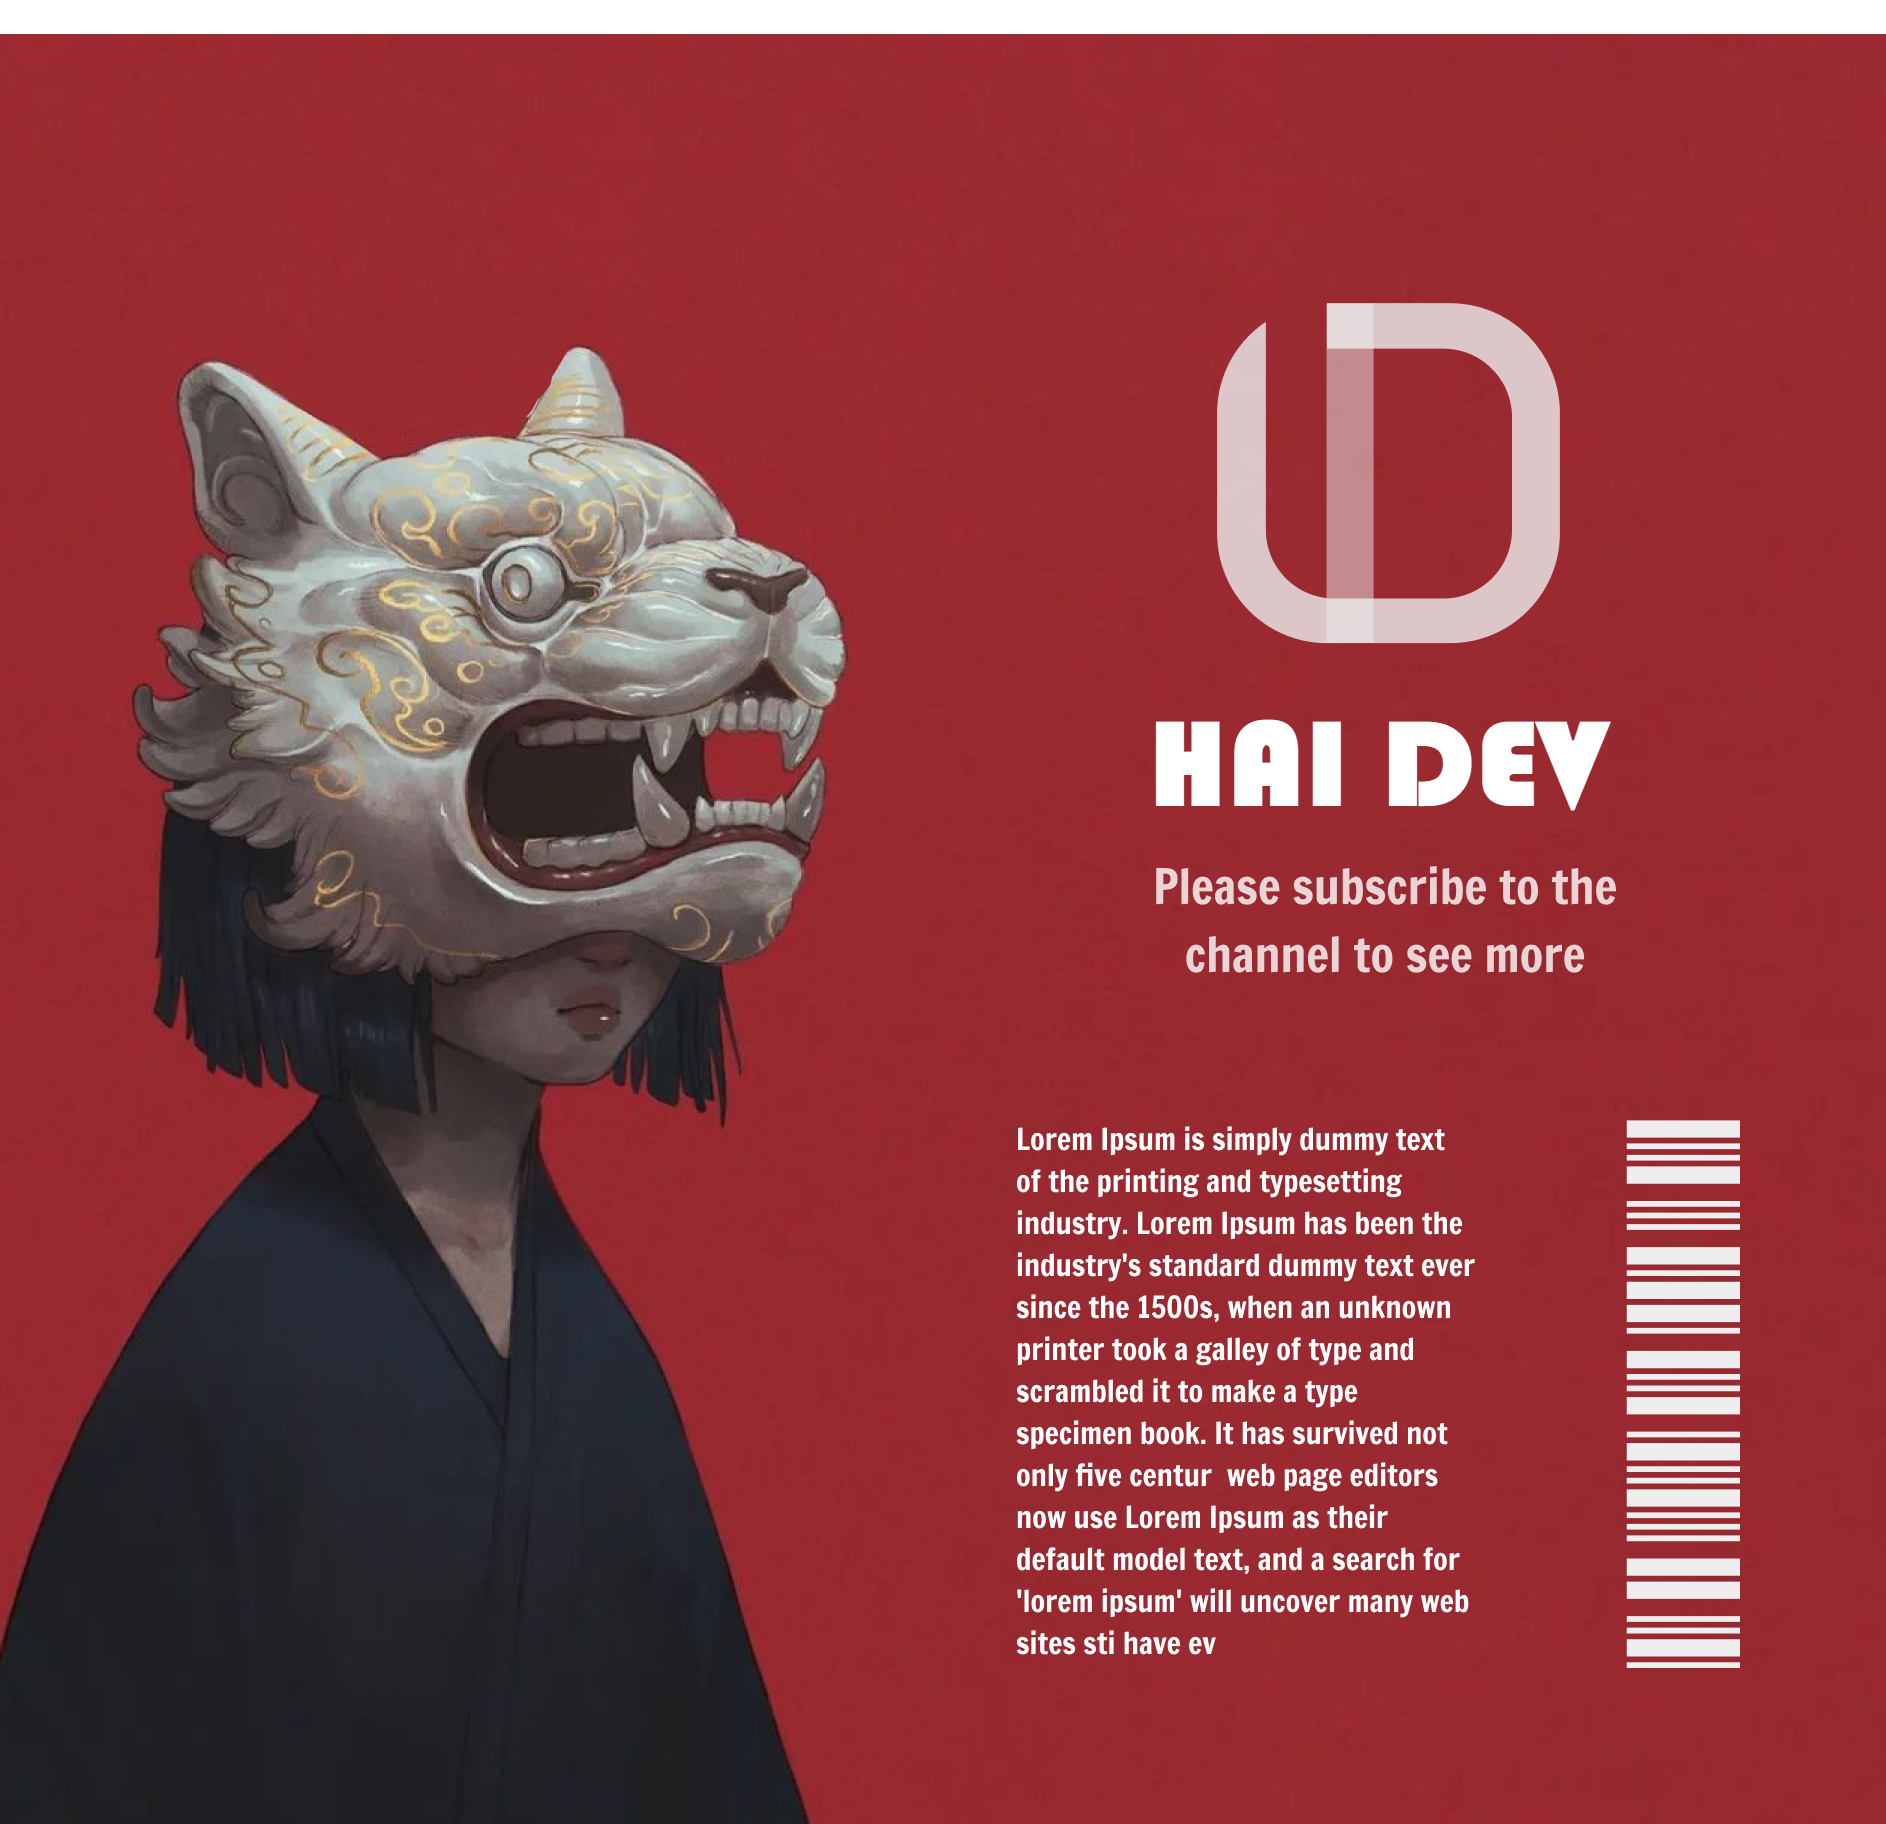 HAI DEV
Please subscribe to the
channel to see more
Lorem Ipsum is simply dummy text
of the printing and typesetting
industry. Lorem Ipsum has been the
industry's standard dummy text ever
since the 1500s, when an unknown
printer took a galley of type and
scrambled it to make a type
specimen book. It has survived not
only five centur  web page editors
now use Lorem Ipsum as their
default model text, and a search for
'lorem ipsum' will uncover many web
sites sti have ev